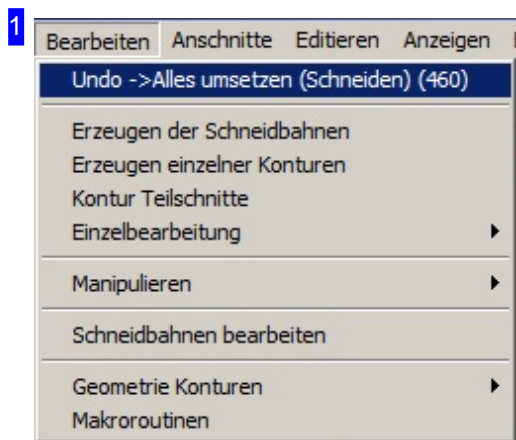 1
Bearbeiten Anschnitte Editieren Anzeigen
Undo ->Alles umsetzen (Schneiden) (460)
Erzeugen der Schneidbahnen
Erzeugen einzelner Konturen
Kontur Teilschnitte
Einzelbearbeitung
Manipulieren
Schneidbahnen bearbeiten
Geometrie Konturen
Makroroutinen